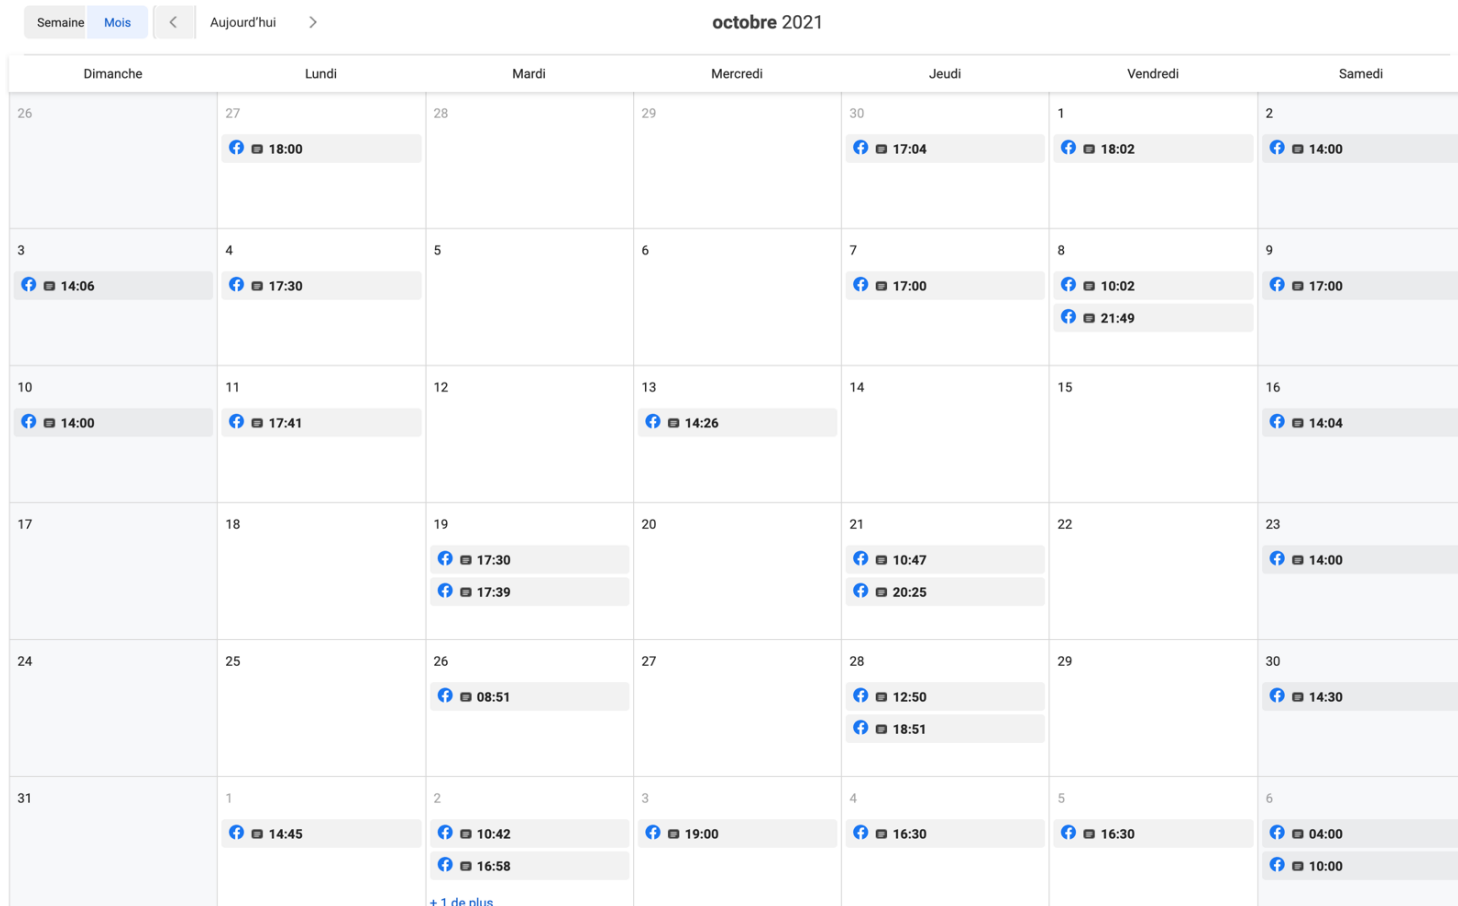 Semaine Mois Aujourd'hui octobre 2021
Dimanche Lundi Mardi Mercredi Jeudi Vendredi Samedi
26 27 28 29 30 1 2
18:00 17:04 18:02 14:00
3 4 5 6 7 8 9
14:06 17:30 17:00 10:02 17:00
21:49
10 11 12 13 14 15 16
14:00 17:41 14:26 14:04
17 18 19 20 21 22 23
17:30 10:47 14:00
17:39 20:25
24 25 26 27 28 29 30
08:51 12:50 14:30
18:51
31 1 2 3 4 5 6
14:45 10:42 19:00 16:30 16:30 04:00
16:58 10:00
+ 1 de plus